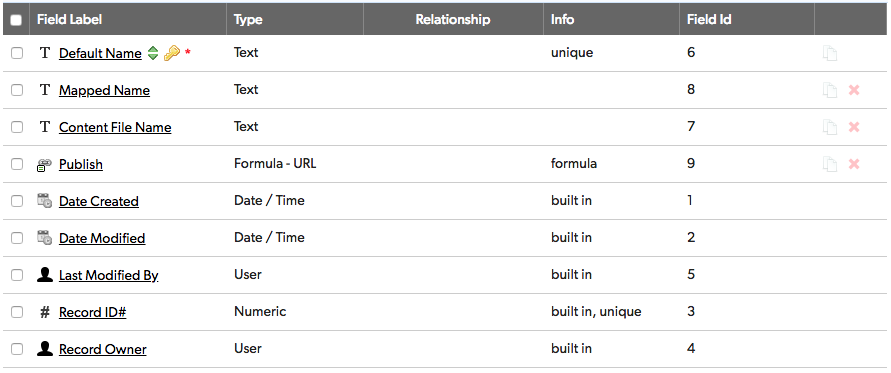 Field Label Type Relationship Info Field Id
T Default Name * Text unique 6
T Mapped Name Text 8
T Content File Name Text 7
Publish Formula - URL formula 9
Date Created Date / Time built in 1
Date Modified Date / Time built in 2
Last Modified By User built in 5
# Record ID# Numeric built in, unique 3
Record Owner User built in 4